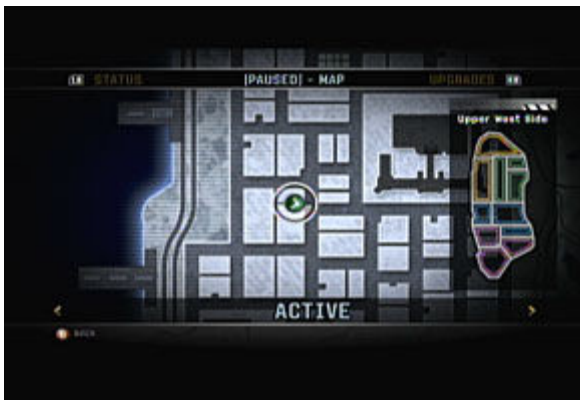 LB STATUS
[PAUSED] - MAP
UPGRADES RB
Upper West Side
ACTIVE
B BACK